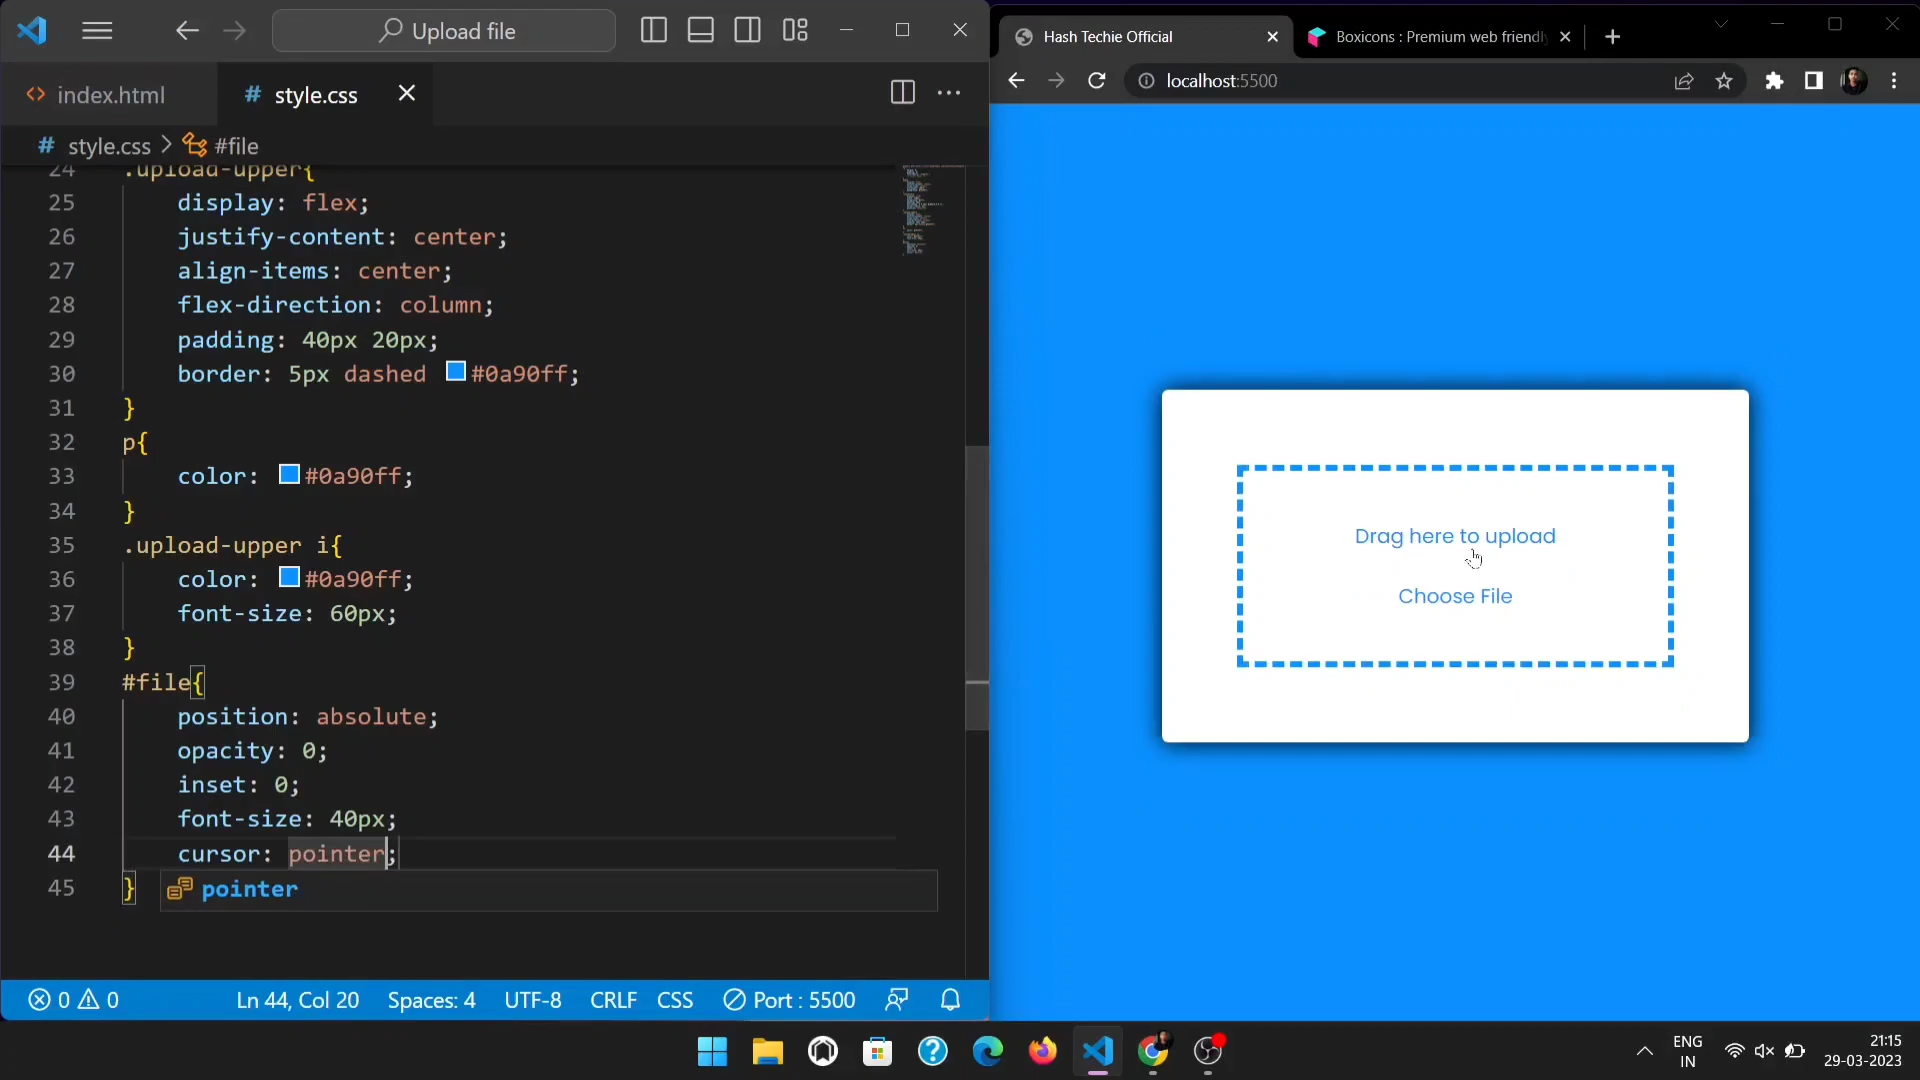 Upload file
index.html
# style.css
# style.css > #file
24 .upload-upper{
25 display: flex;
26 justify-content: center;
27 align-items: center;
28 flex-direction: column;
29 padding: 40px 20px;
30 border: 5px dashed #0a90ff;
31 }
32 p{
33 color: #0a90ff;
34 }
35 .upload-upper i{
36 color: #0a90ff;
37 font-size: 60px;
38 }
39 #file{
40 position: absolute;
41 opacity: 0;
42 inset: 0;
43 font-size: 40px;
44 cursor: pointer;
45 }
pointer
0 0 Ln 44, Col 20 Spaces: 4 UTF-8 CRLF CSS Port : 5500
Hash Techie Official
Boxicons : Premium web friendl
localhost:5500
Drag here to upload
Choose File
ENG
IN
21:15
29-03-2023